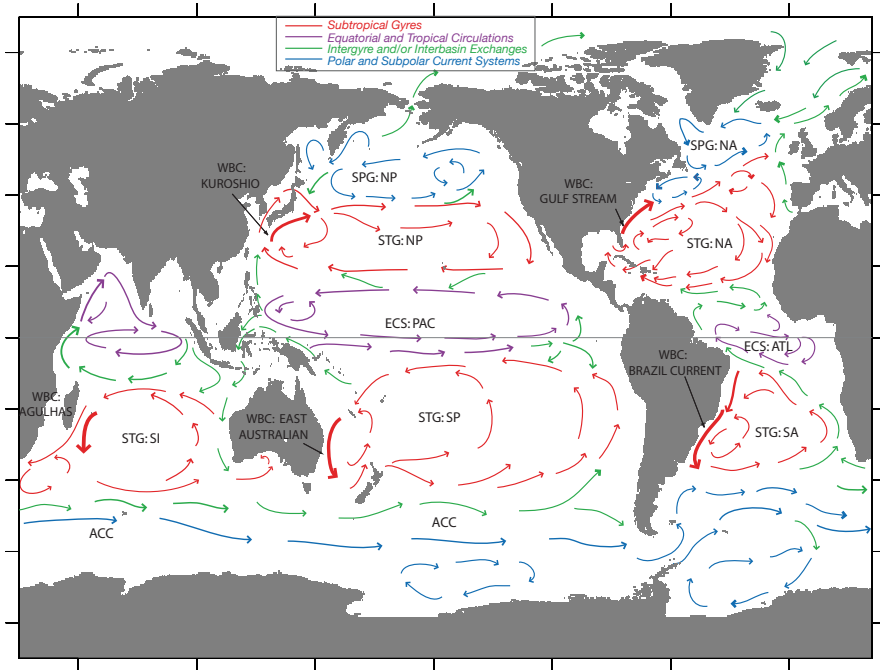 Subtropical Gyres
Equatorial and Tropical Circulations
Intergyre and/or Interbasin Exchanges
Polar and Subpolar Current Systems
SPG:NA
WBC:
KUROSHIO
SPG:NP
WBC:
GULF STREAM
STG:NP
STG:NA
ECS:PAC
ECS:ATL
WBC:
BRAZIL CURRENT
WBC:
AGULHAS
WBC: EAST
AUSTRALIAN
STG:SP
STG:SI
STG:SA
ACC
ACC